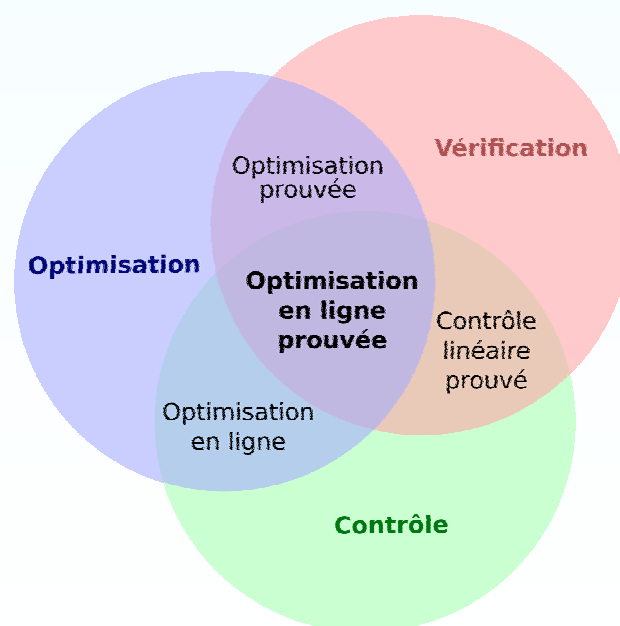 Vérification
Optimisation
prouvée
Optimisation
Optimisation
en ligne
prouvée
Contrôle
linéaire
prouvé
Optimisation
en ligne
Contrôle